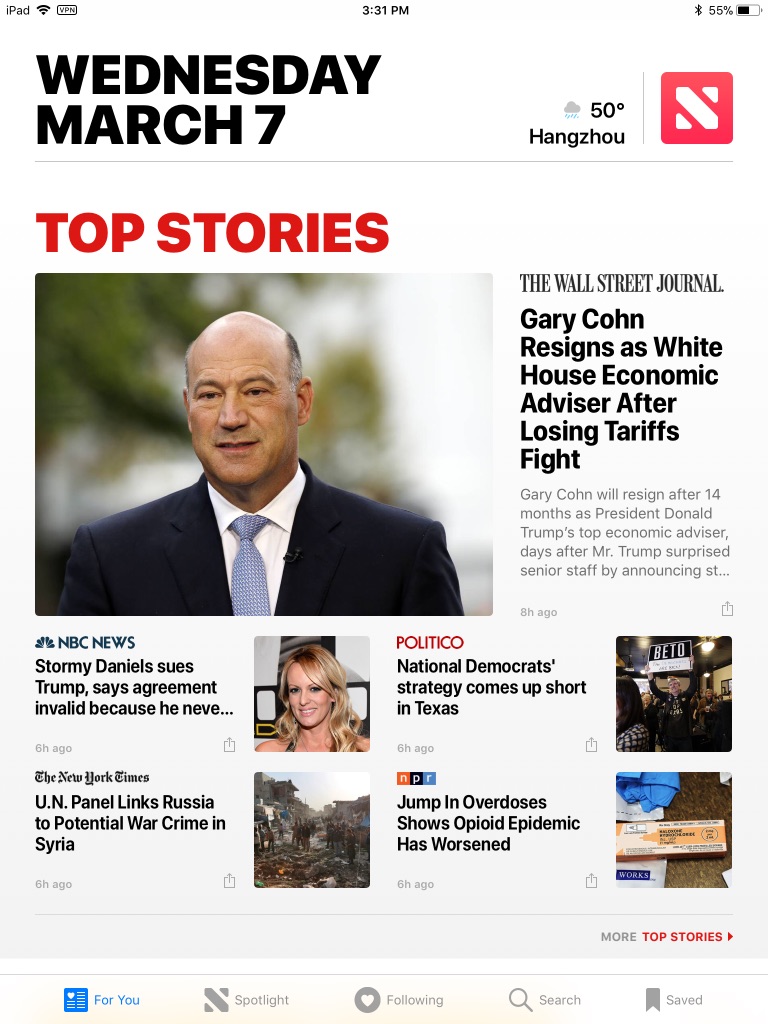 iPad VPN 3:31 PM 55%
WEDNESDAY
MARCH 7
50°
Hangzhou
TOP STORIES
THE WALL STREET JOURNAL.
Gary Cohn
Resigns as White
House Economic
Adviser After
Losing Tariffs
Fight
Gary Cohn will resign after 14
months as President Donald
Trump’s top economic adviser,
days after Mr. Trump surprised
senior staff by announcing st...
8h ago
NBC NEWS
Stormy Daniels sues
Trump, says agreement
invalid because he neve...
6h ago
POLITICO
National Democrats'
strategy comes up short
in Texas
6h ago
BETO
The New York Times
U.N. Panel Links Russia
to Potential War Crime in
Syria
6h ago
npr
Jump In Overdoses
Shows Opioid Epidemic
Has Worsened
6h ago
NALOXONE
HYDROCHLORIDE
WORKS
MORE TOP STORIES
For You
Spotlight
Following
Search
Saved